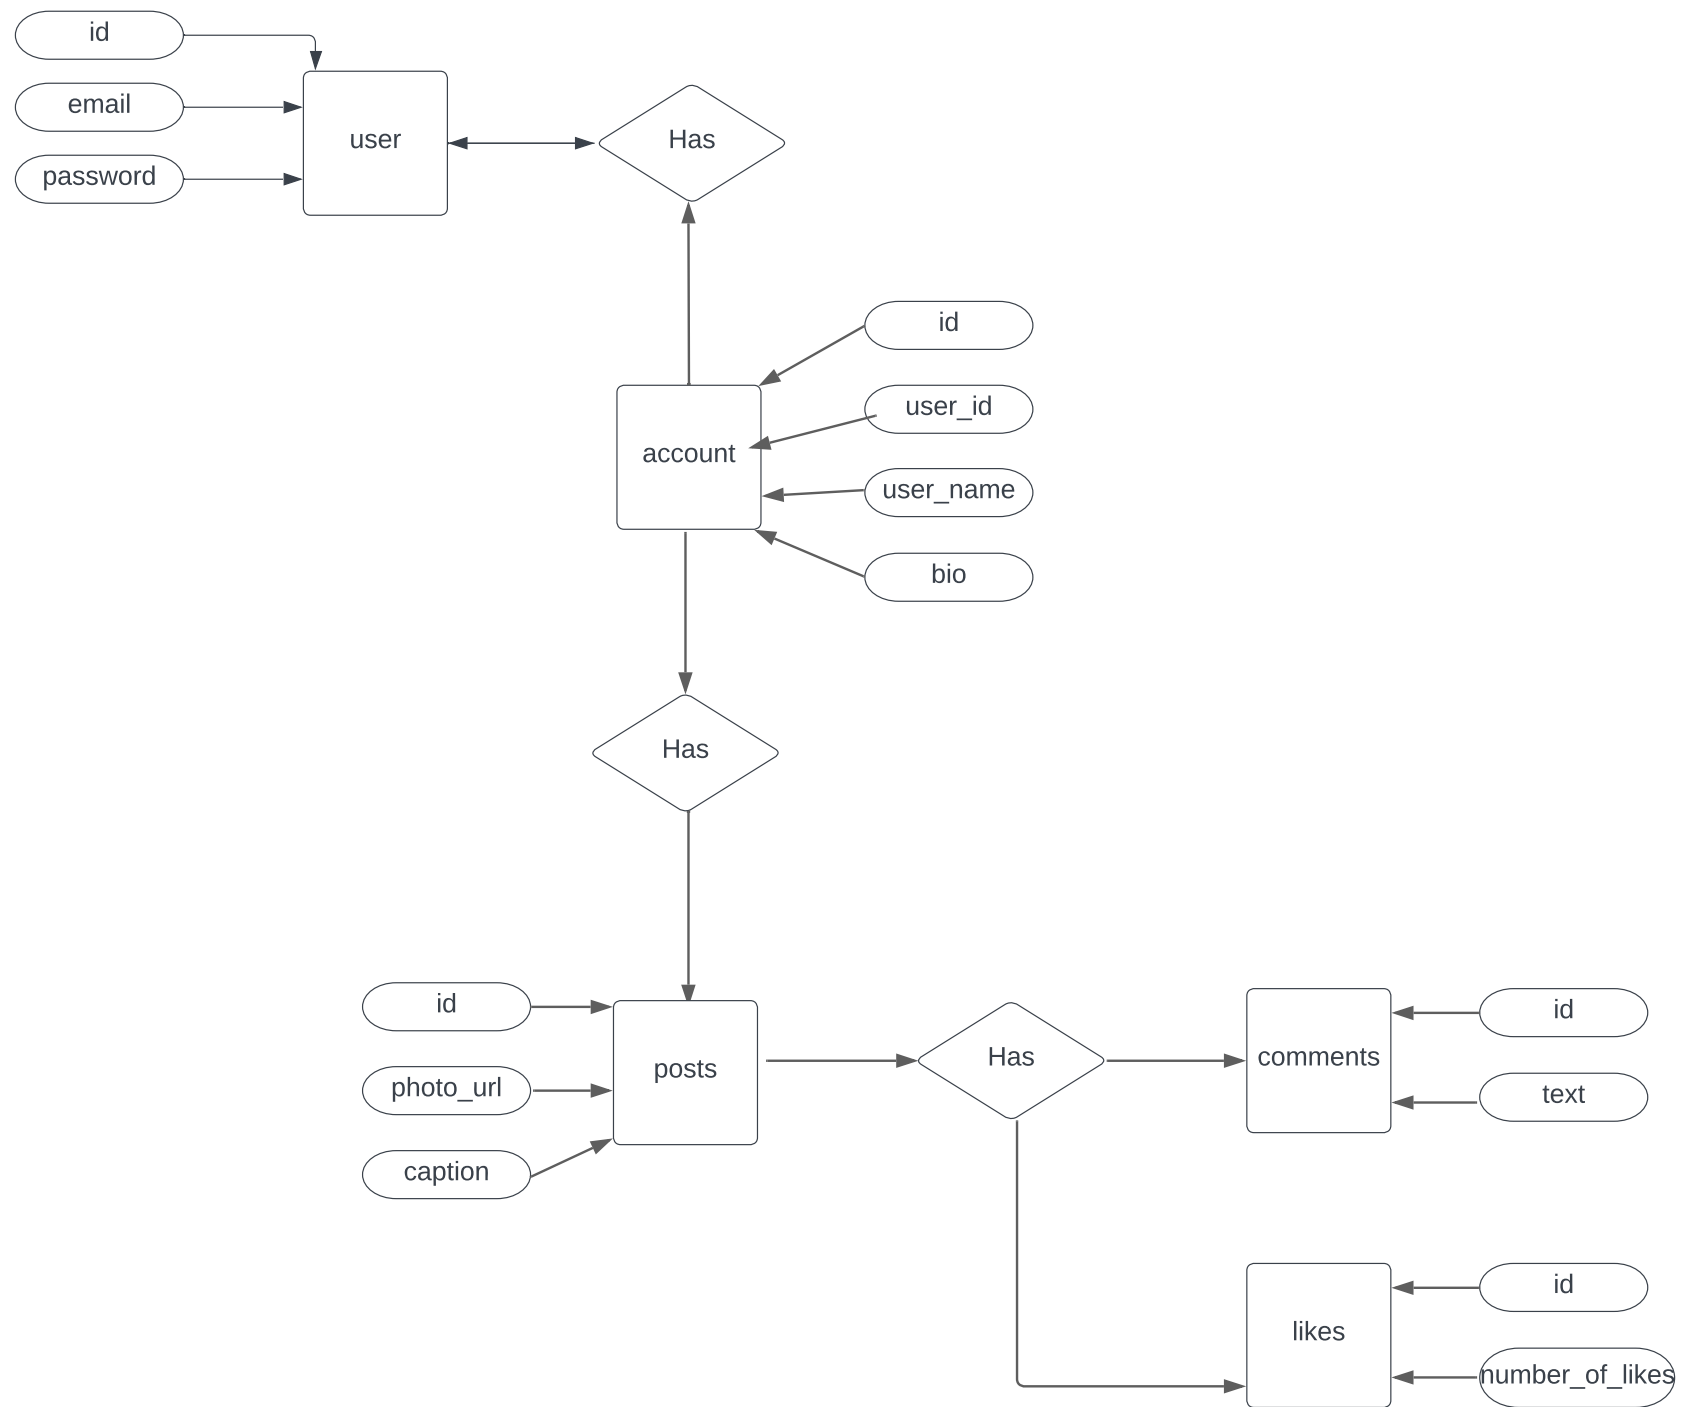 id
email
password
user
Has
id
user_id
user_name
bio
account
Has
id
photo_url
caption
posts
Has
comments
id
text
likes
id
number_of_likes